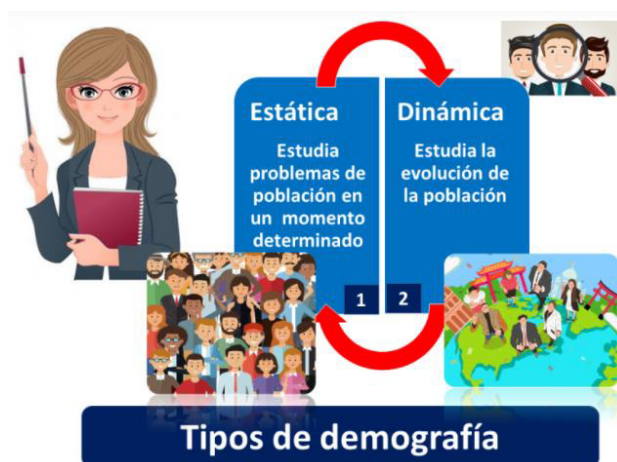 Estática
Estudia
problemas de
población en
un momento
determinado
1
Dinámica
Estudia la
evolución de
la población
2
Tipos de demografía